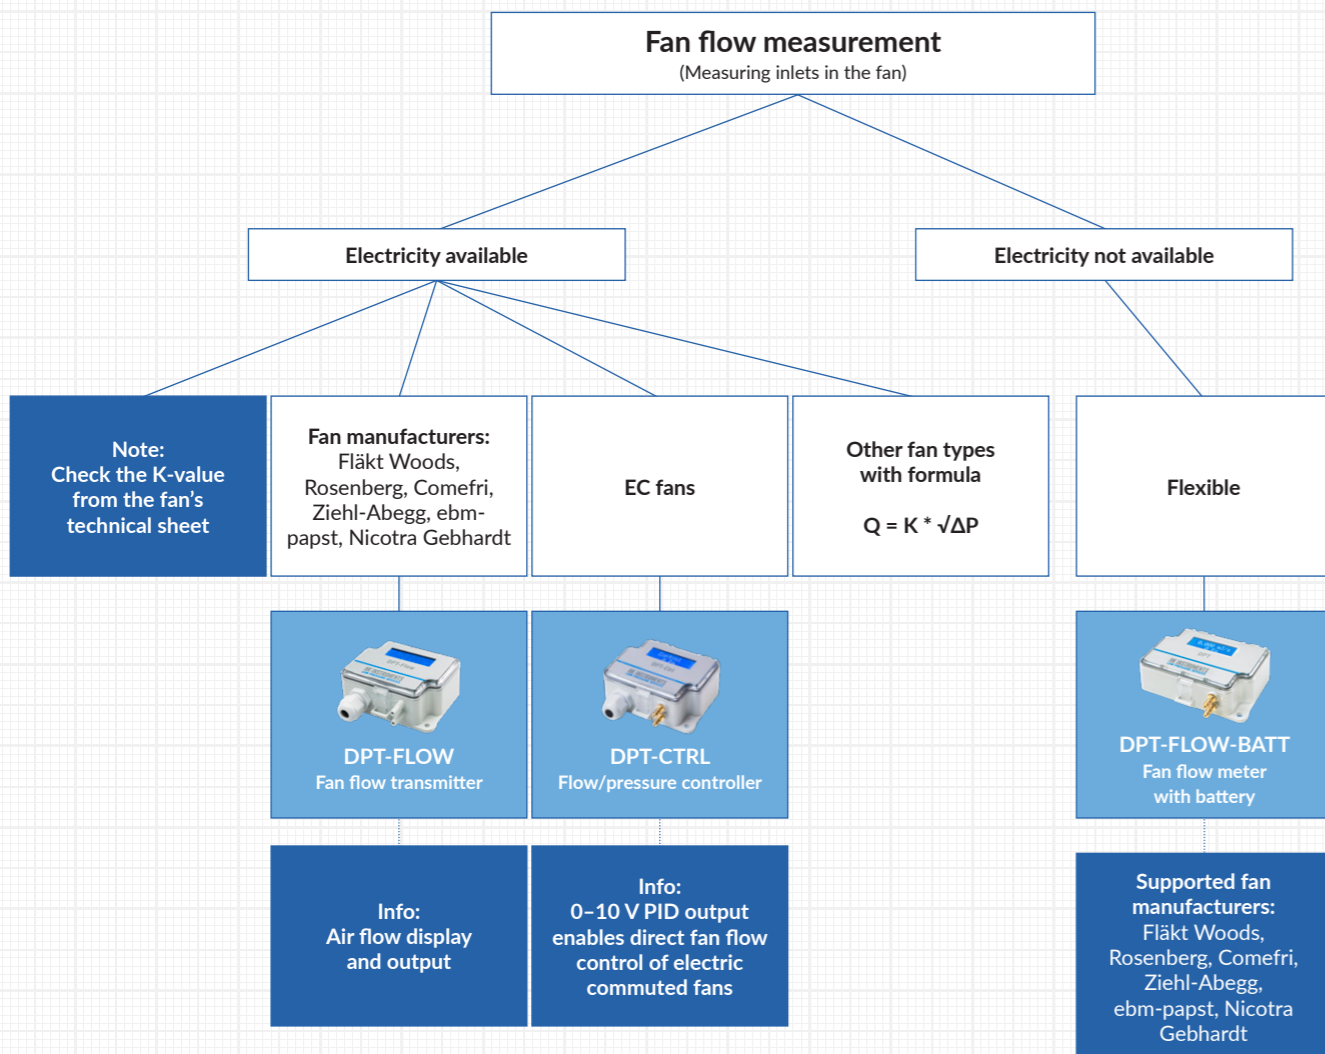 Fan flow measurement
(Measuring inlets in the fan)
Electricity available
Electricity not available
Note:
Check the K-value
from the fan's
technical sheet
Fan manufacturers:
Fläkt Woods,
Rosenberg, Comefri,
Ziehl-Abegg, ebm-
papst, Nicotra Gebhardt
EC fans
Other fan types
with formula
Q = K * √ΔP
Flexible
DPT-Flow
DPT-FLOW
Fan flow transmitter
DPT-CTRL
Flow/pressure controller
DPT
DPT-FLOW-BATT
Fan flow meter
with battery
Info:
Air flow display
and output
Info:
0–10 V PID output
enables direct fan flow
control of electric
commuted fans
Supported fan
manufacturers:
Fläkt Woods,
Rosenberg, Comefri,
Ziehl-Abegg,
ebm-papst, Nicotra
Gebhardt